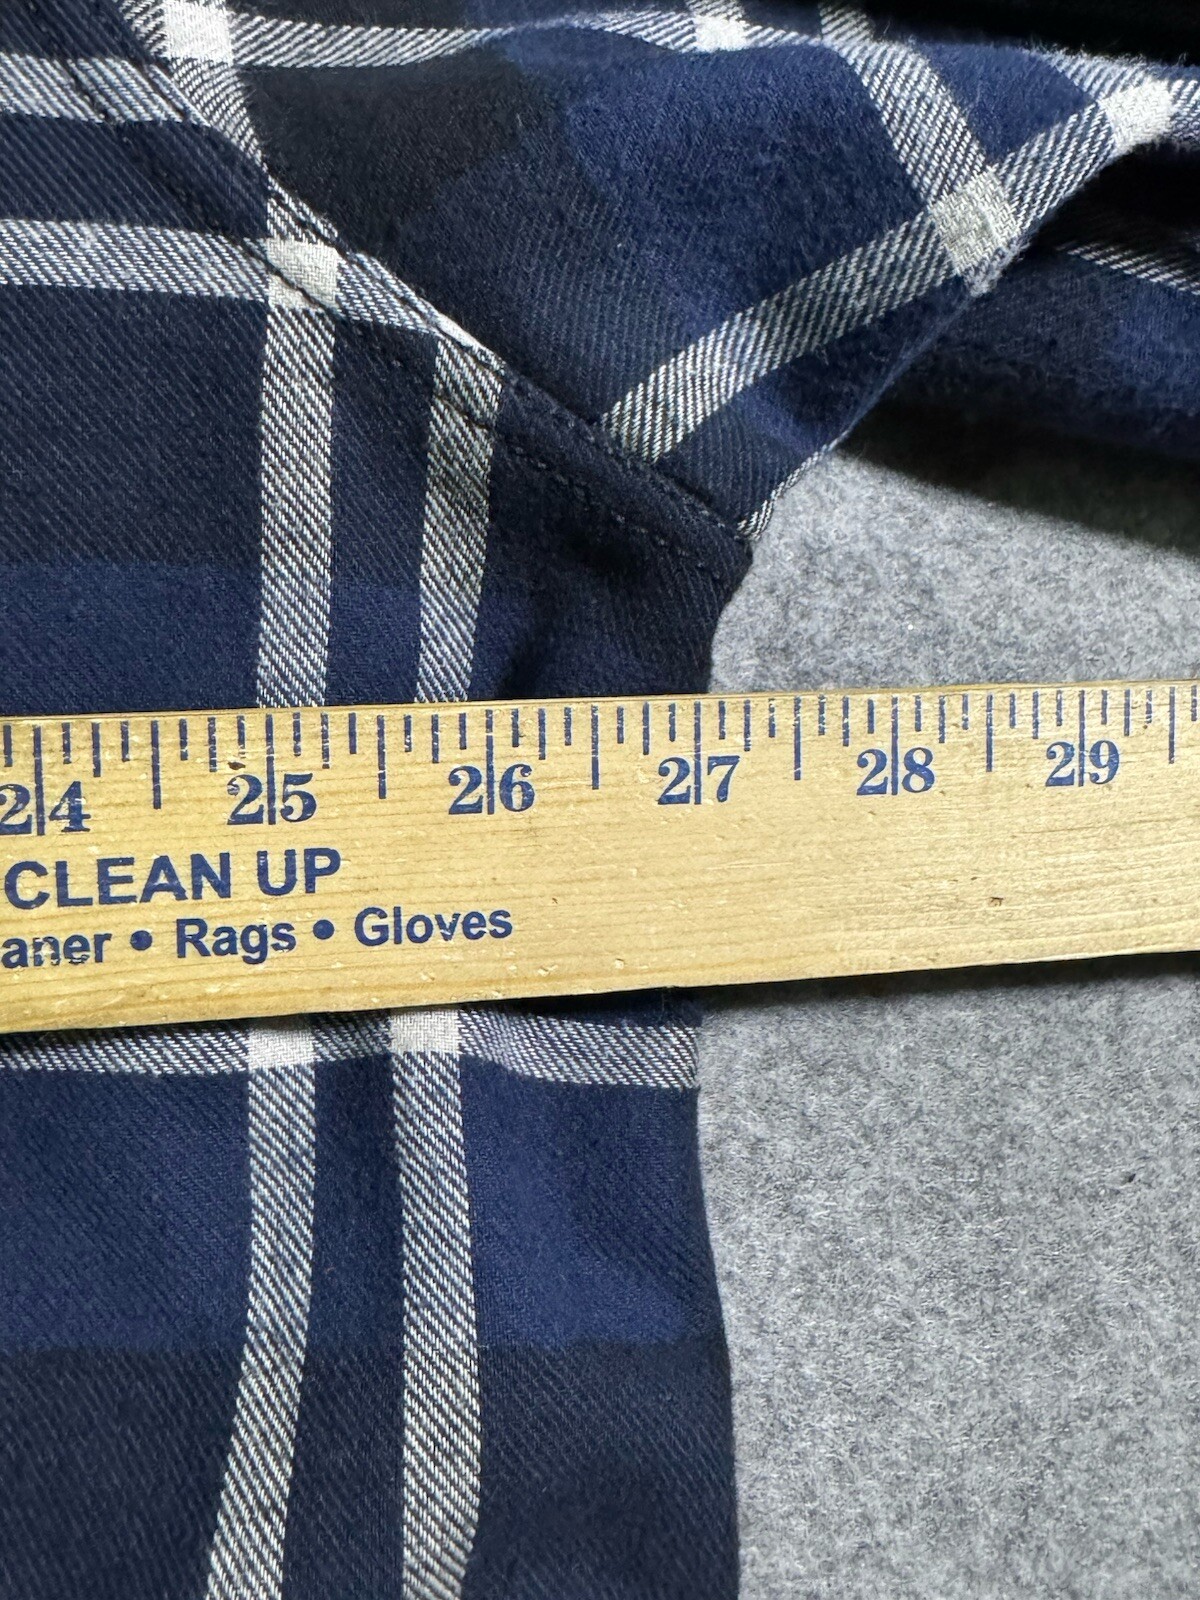 24 25 26 27 28 29
CLEAN UP
aner • Rags • Gloves